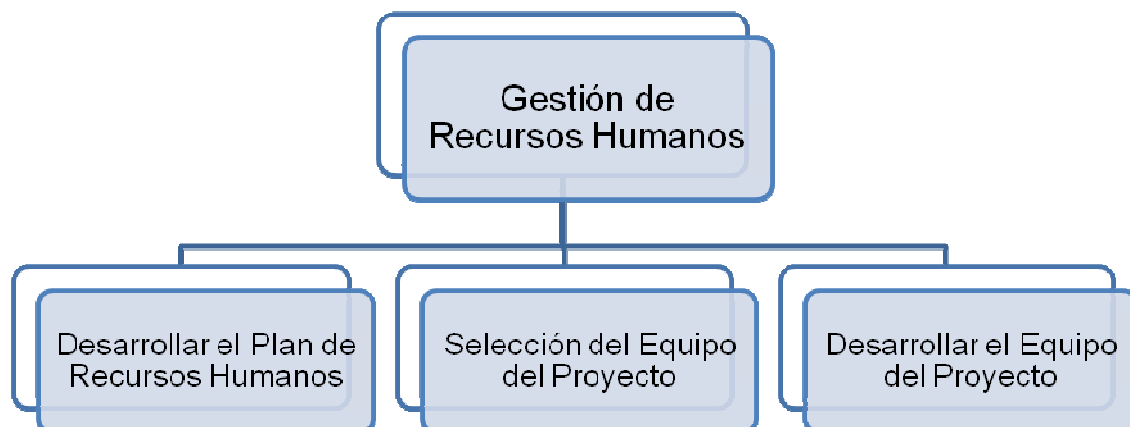 Gestión de
Recursos Humanos
Desarrollar el Plan de
Recursos Humanos
Selección del Equipo
del Proyecto
Desarrollar el Equipo
del Proyecto